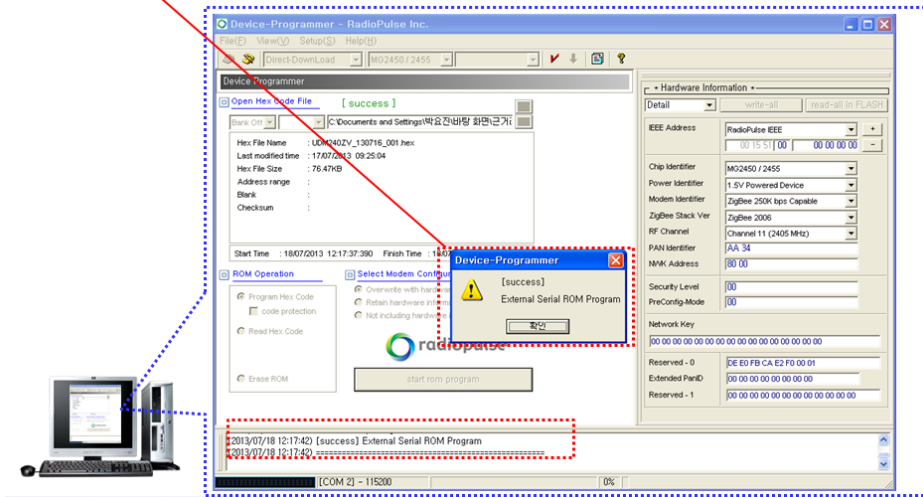 Device-Programmer - RadioPulse Inc.
File(F) View(V) Setup(S) Help(H)
Direct-DownLoad MG2450 / 2455
Device Programmer
Open Hex Code File [ success ]
Bank Off C:\Documents and Settings\박요진\바탕 화면\근거리
Hex File Name : UDM240ZV_130716_001.hex
Last modified time : 17/07/2013 09:25:04
Hex File Size : 76.47KB
Address range :
Blank :
Checksum :
Start Time : 18/07/2013 12:17:37:390 Finish Time :
ROM Operation
Program Hex Code
code protection
Read Hex Code
Erase ROM
Select Modem Configur
Overwrite with hardwar
Retain hardware inform
Not including hardware
radiopulse
start rom program
Device-Programmer
[success]
External Serial ROM Program
확인
* Hardware Information *
Detail write-all read-all in FLASH
IEEE Address RadioPulse IEEE +
00 15 51 00 00 00 00 00 -
Chip Identifier MG2450 / 2455
Power Identifier 1.5V Powered Device
Modem Identifier ZigBee 250K bps Capable
ZigBee Stack Ver ZigBee 2006
RF Channel Channel 11 (2405 MHz)
PAN Identifier AA 34
NWK Address 80 00
Security Level 00
PreConfig-Mode 00
Network Key
00 00 00 00 00 00 00 00 00 00 00 00 00 00 00 00
Reserved - 0 DE E0 FB CA E2 F0 00 01
Extended PanID 00 00 00 00 00 00 00 00
Reserved - 1 00 00 00 00 00 00 00 00 00 00 00 00
(2013/07/18 12:17:42) [success] External Serial ROM Program
(2013/07/18 12:17:42) ====================================================
[COM 2] - 115200 0%